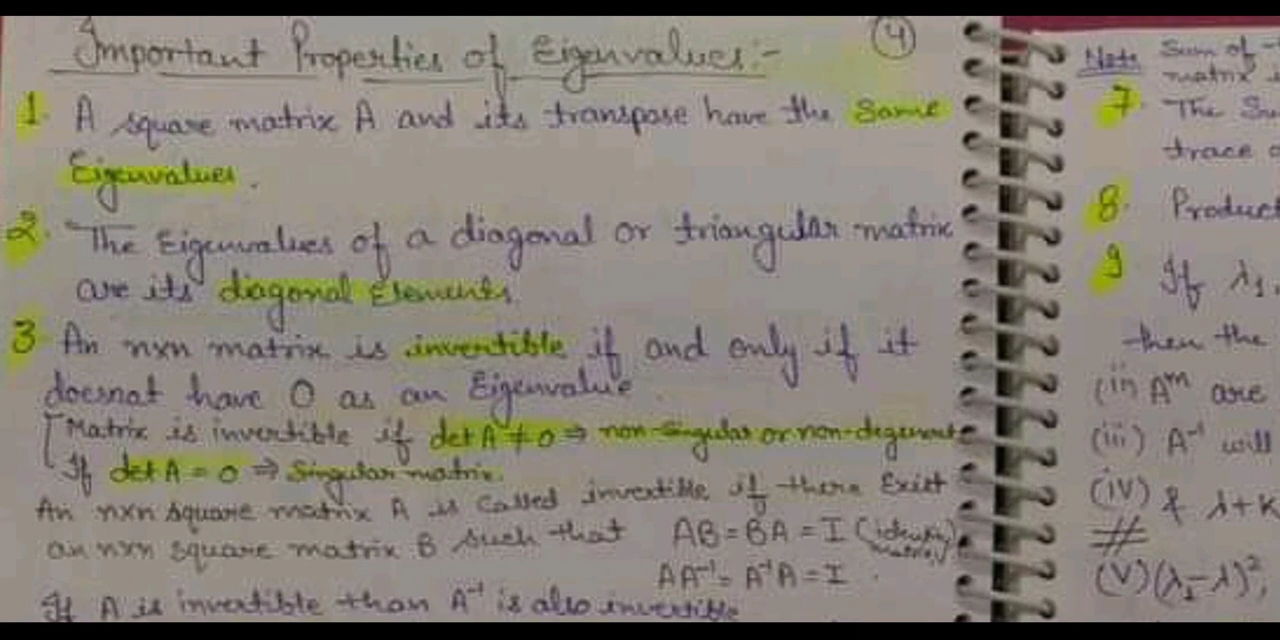 Important Properties of Eigenvalues:-
4
1. A square matrix A and its transpose have the Same
Eigenvalues.
2. The Eigenvalues of a diagonal or triangular matrix
are its diagonal Elements.
3 An nxn matrix is invertible if and only if it
doesnat have 0 as an Eigenvalue.
[Matrix is invertible if det A ≠ 0 ⇒ non-singular or non-degenerate
If det A = 0 ⇒ Singular matrix.
An nxn square matrix A is called invertible if there Exist
an nxn square matrix B such that AB = BA = I (identity matrix)
AA⁻¹ = A⁻¹A = I.
If A is invertible than A⁻¹ is also invertible
Note Sum of
matrix
7 The Su
trace o
8. Product
9 If λ₁,
then the
(ii) Aᵐ are
(iii) A⁻¹ will
(iv) & λ+K
(v) (λ₁-λ)²,